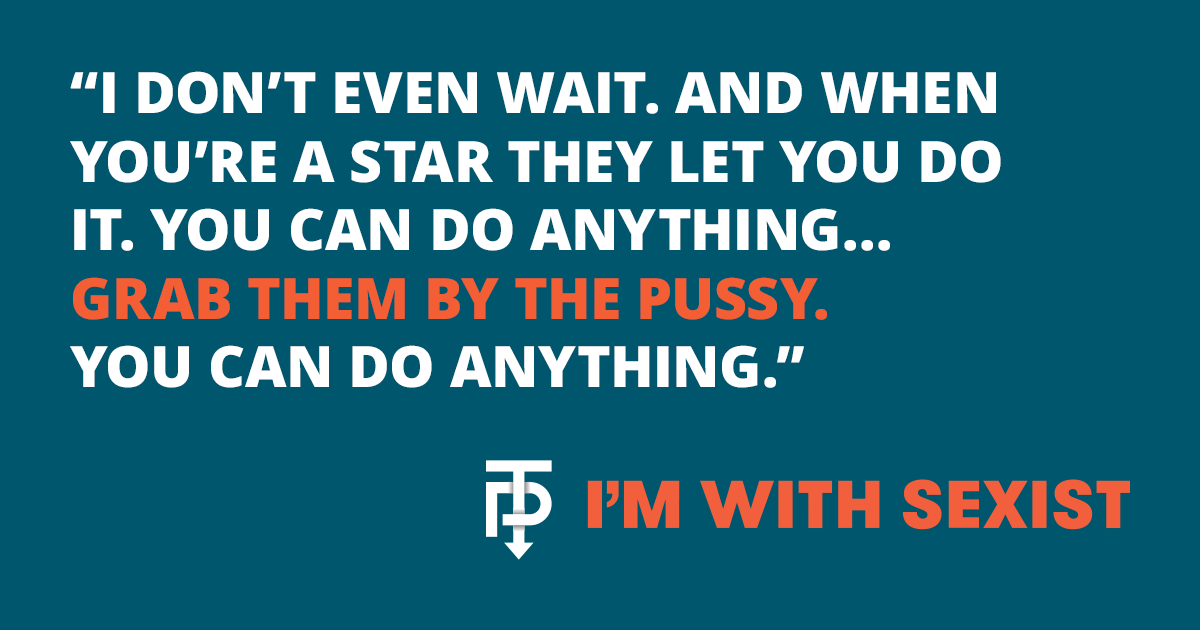 “I DON’T EVEN WAIT. AND WHEN
YOU’RE A STAR THEY LET YOU DO
IT. YOU CAN DO ANYTHING...
GRAB THEM BY THE PUSSY.
YOU CAN DO ANYTHING.”
TP I’M WITH SEXIST